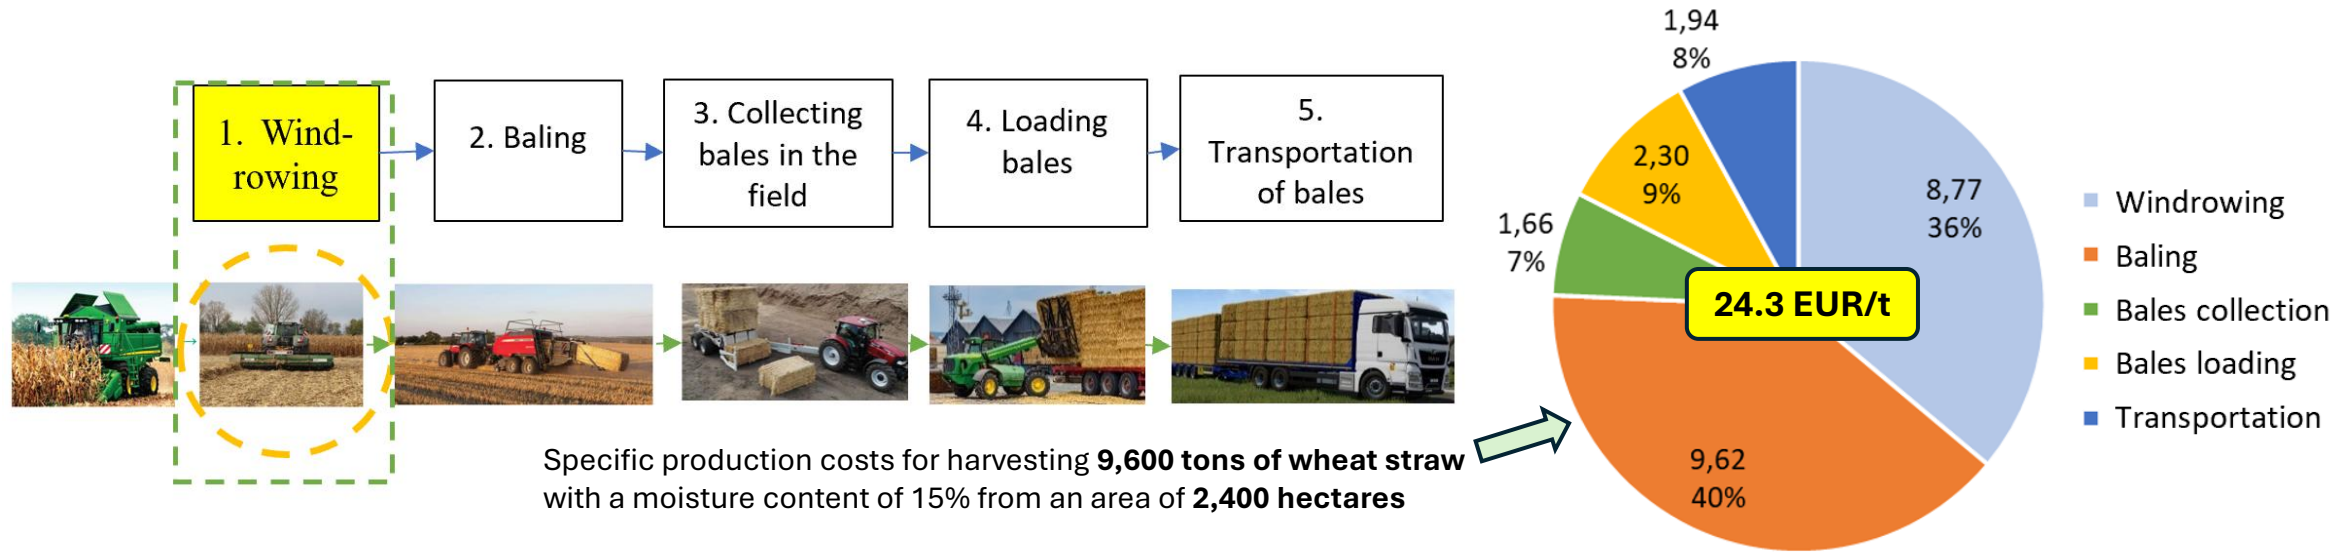 1. Wind-
rowing
2. Baling
3. Collecting
bales in the
field
4. Loading
bales
5.
Transportation
of bales
Specific production costs for harvesting 9,600 tons of wheat straw
with a moisture content of 15% from an area of 2,400 hectares
1,94
8%
2,30
9%
1,66
7%
8,77
36%
24.3 EUR/t
9,62
40%
Windrowing
Baling
Bales collection
Bales loading
Transportation